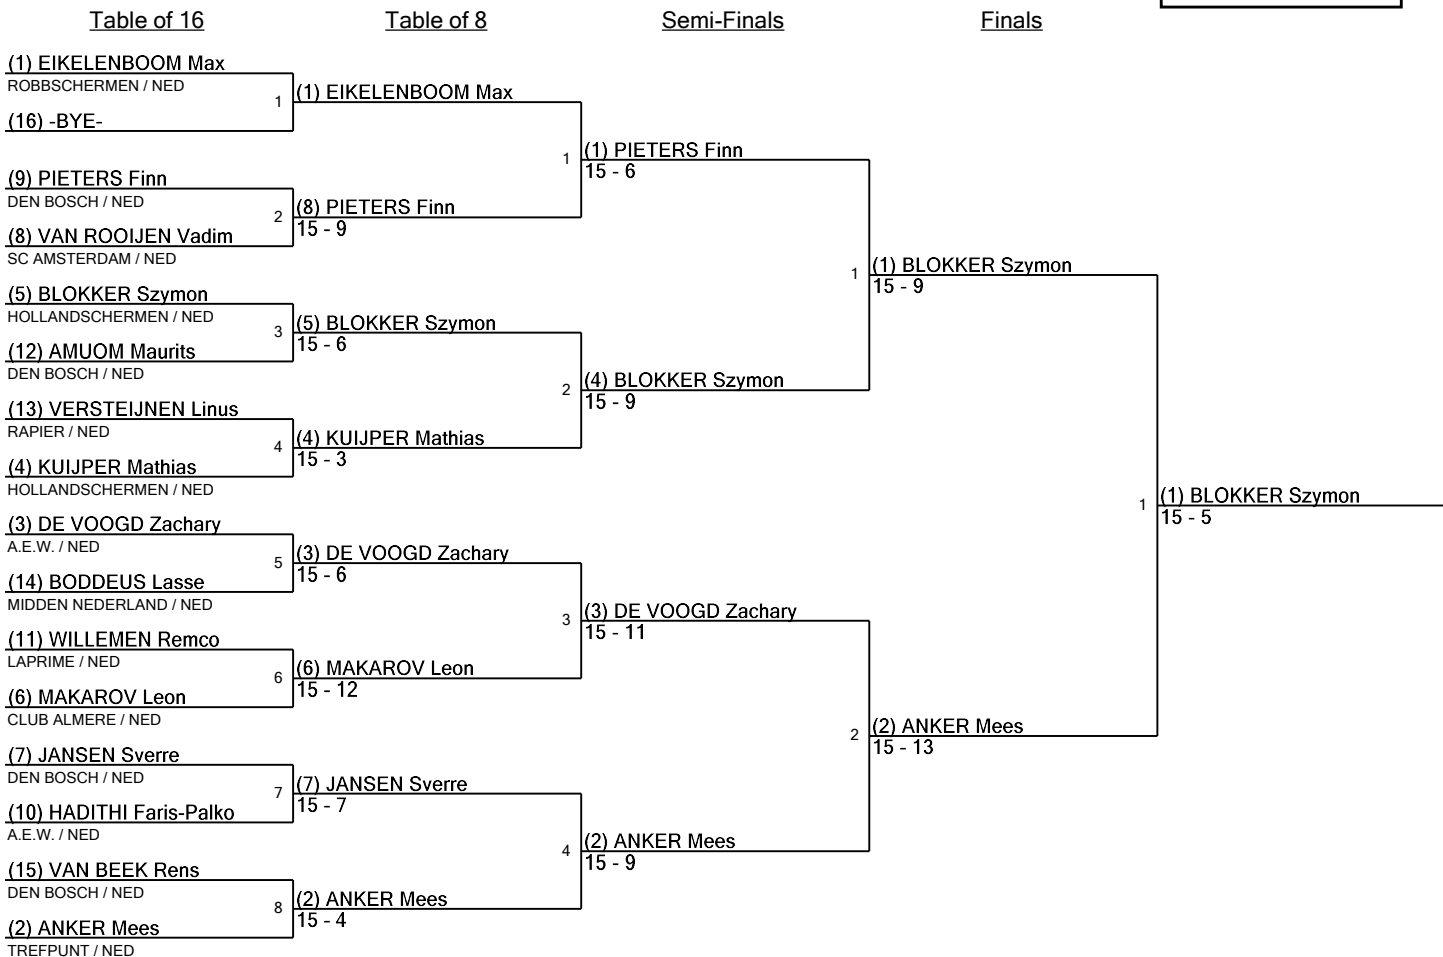 Table of 16
Table of 8
Semi-Finals
Finals
(1) EIKELENBOOM Max
ROBBSCHERMEN / NED
(16) -BYE-
(9) PIETERS Finn
DEN BOSCH / NED
(8) VAN ROOIJEN Vadim
SC AMSTERDAM / NED
(5) BLOKKER Szymon
HOLLANDSCHERMEN / NED
(12) AMUOM Maurits
DEN BOSCH / NED
(13) VERSTEIJNEN Linus
RAPIER / NED
(4) KUIJPER Mathias
HOLLANDSCHERMEN / NED
(3) DE VOOGD Zachary
A.E.W. / NED
(14) BODDEUS Lasse
MIDDEN NEDERLAND / NED
(11) WILLEMEN Remco
LAPRIME / NED
(6) MAKAROV Leon
CLUB ALMERE / NED
(7) JANSEN Sverre
DEN BOSCH / NED
(10) HADITHI Faris-Palko
A.E.W. / NED
(15) VAN BEEK Rens
DEN BOSCH / NED
(2) ANKER Mees
TREFPUNT / NED
1
(1) EIKELENBOOM Max
2
(8) PIETERS Finn
15 - 9
3
(5) BLOKKER Szymon
15 - 6
4
(4) KUIJPER Mathias
15 - 3
5
(3) DE VOOGD Zachary
15 - 6
6
(6) MAKAROV Leon
15 - 12
7
(7) JANSEN Sverre
15 - 7
8
(2) ANKER Mees
15 - 4
1
(1) PIETERS Finn
15 - 6
2
(4) BLOKKER Szymon
15 - 9
3
(3) DE VOOGD Zachary
15 - 11
4
(2) ANKER Mees
15 - 9
1
(1) BLOKKER Szymon
15 - 9
2
(2) ANKER Mees
15 - 13
1
(1) BLOKKER Szymon
15 - 5